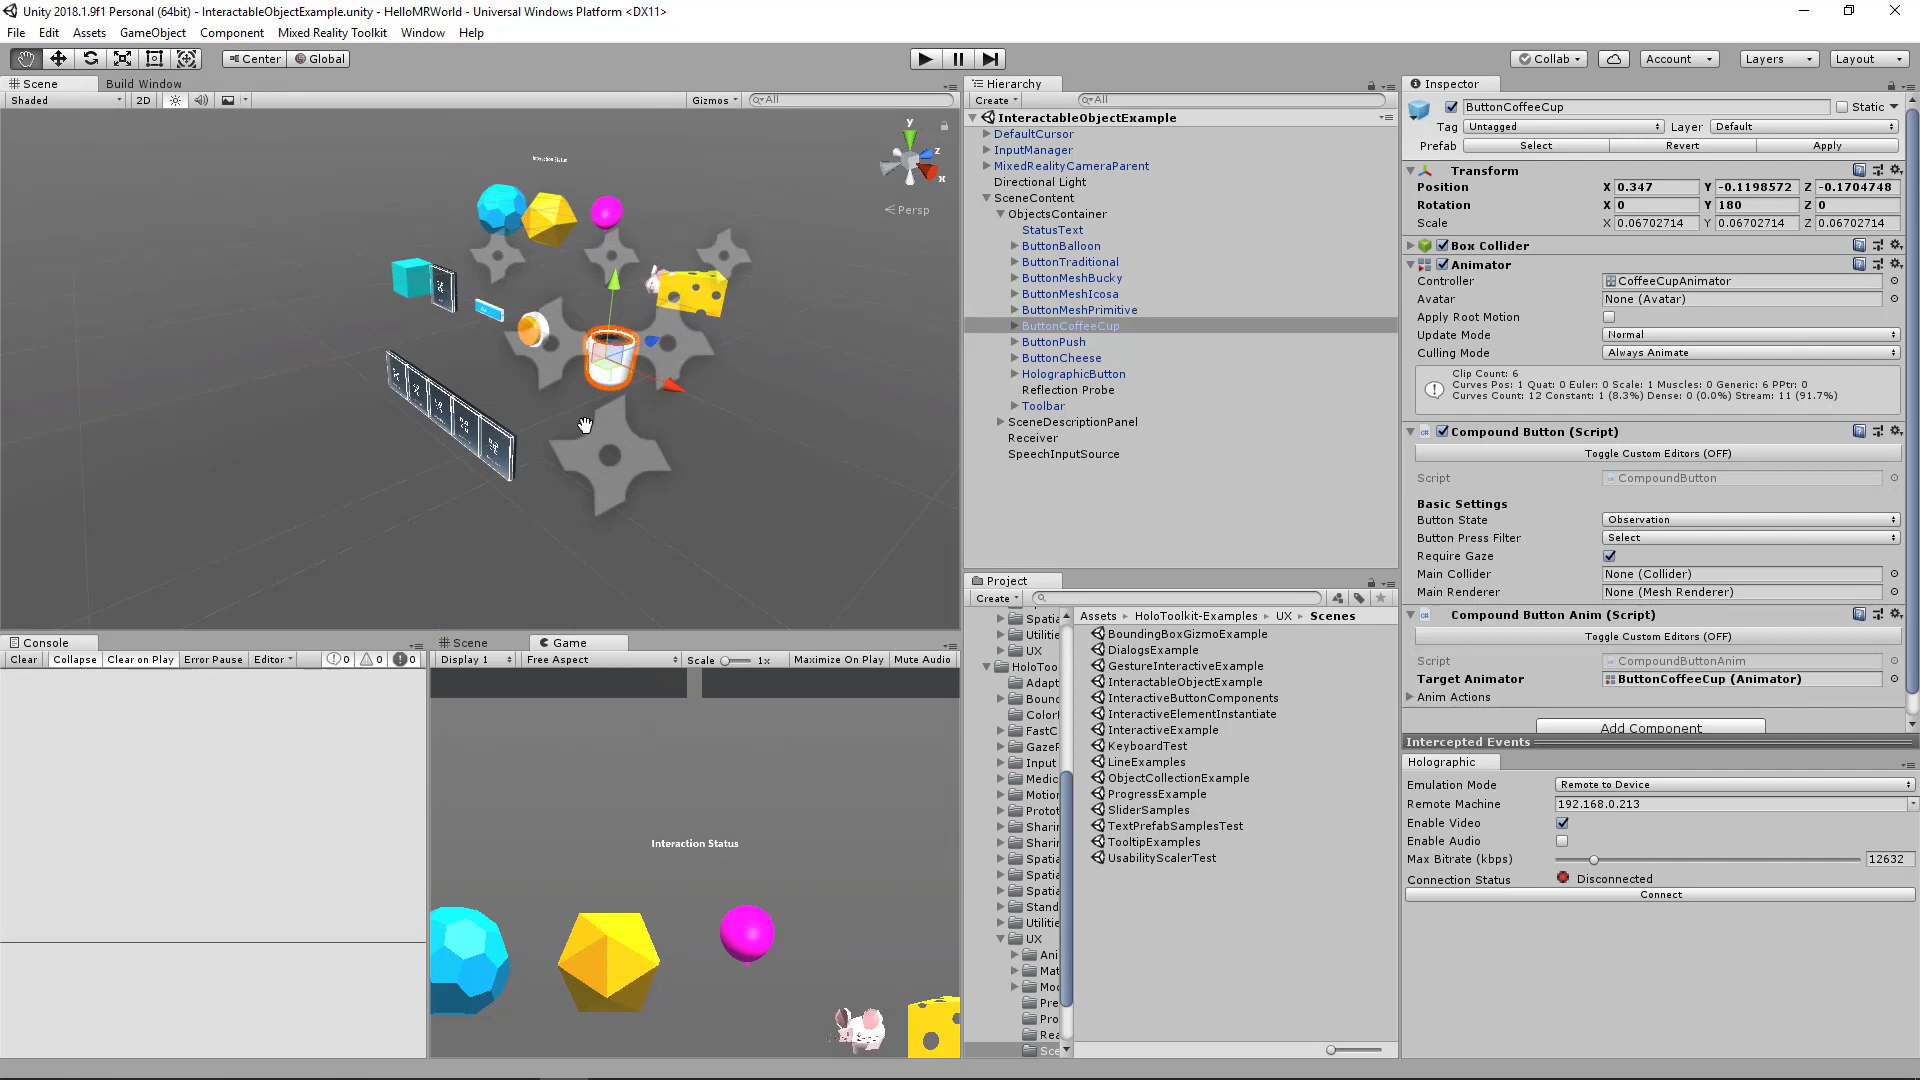 Unity 2018.1.9f1 Personal (64bit) - InteractableObjectExample.unity - HelloMRWorld - Universal Windows Platform <DX11>
File Edit Assets GameObject Component Mixed Reality Toolkit Window Help
Center Global Collab Account Layers Layout
Scene Build Window
Shaded 2D Gizmos All
y
z
x
Persp
Interaction Status
Hierarchy
Create All
InteractableObjectExample
DefaultCursor
InputManager
MixedRealityCameraParent
Directional Light
SceneContent
ObjectsContainer
StatusText
ButtonBalloon
ButtonTraditional
ButtonMeshBucky
ButtonMeshIcosa
ButtonMeshPrimitive
ButtonCoffeeCup
ButtonPush
ButtonCheese
HolographicButton
Reflection Probe
Toolbar
SceneDescriptionPanel
Receiver
SpeechInputSource
Inspector
ButtonCoffeeCup Static
Tag Untagged Layer Default
Prefab Select Revert Apply
Transform
Position X 0.347 Y -0.1198572 Z -0.1704748
Rotation X 0 Y 180 Z 0
Scale X 0.06702714 Y 0.06702714 Z 0.06702714
Box Collider
Animator
Controller CoffeeCupAnimator
Avatar None (Avatar)
Apply Root Motion
Update Mode Normal
Culling Mode Always Animate
Clip Count: 6
Curves Pos: 1 Quat: 0 Euler: 0 Scale: 1 Muscles: 0 Generic: 6 PPtr: 0
Curves Count: 12 Constant: 1 (8.3%) Dense: 0 (0.0%) Stream: 11 (91.7%)
Compound Button (Script)
Toggle Custom Editors (OFF)
Script CompoundButton
Basic Settings
Button State Observation
Button Press Filter Select
Require Gaze
Main Collider None (Collider)
Main Renderer None (Mesh Renderer)
Compound Button Anim (Script)
Toggle Custom Editors (OFF)
Script CompoundButtonAnim
Target Animator ButtonCoffeeCup (Animator)
Anim Actions
Add Component
Intercepted Events
Holographic
Emulation Mode Remote to Device
Remote Machine 192.168.0.213
Enable Video
Enable Audio
Max Bitrate (kbps) 12632
Connection Status Disconnected
Connect
Project
Create
Assets HoloToolkit-Examples UX Scenes
Spatia
Utilitie
UX
HoloToo
Adapt
Bounc
ColorF
FastC
GazeR
Input
Medic
Motion
Protot
Sharin
Sharin
Spatia
Spatia
Spatia
Stand
Utilitie
UX
Ani
Mat
Moc
Pre
Pro
Rea
Sce
BoundingBoxGizmoExample
DialogsExample
GestureInteractiveExample
InteractableObjectExample
InteractiveButtonComponents
InteractiveElementInstantiate
InteractiveExample
KeyboardTest
LineExamples
ObjectCollectionExample
ProgressExample
SliderSamples
TextPrefabSamplesTest
TooltipExamples
UsabilityScalerTest
Console
Clear Collapse Clear on Play Error Pause Editor 0 0 0
Scene Game
Display 1 Free Aspect Scale 1x Maximize On Play Mute Audio
Interaction Status